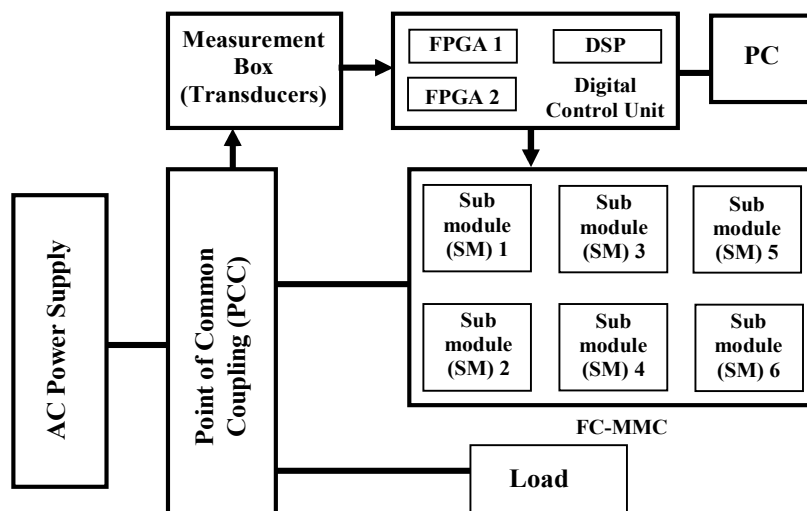 Measurement
Box
(Transducers)
FPGA 1
DSP
FPGA 2
Digital
Control Unit
PC
AC Power Supply
Point of Common
Coupling (PCC)
Sub
module
(SM) 1
Sub
module
(SM) 3
Sub
module
(SM) 5
Sub
module
(SM) 2
Sub
module
(SM) 4
Sub
module
(SM) 6
FC-MMC
Load